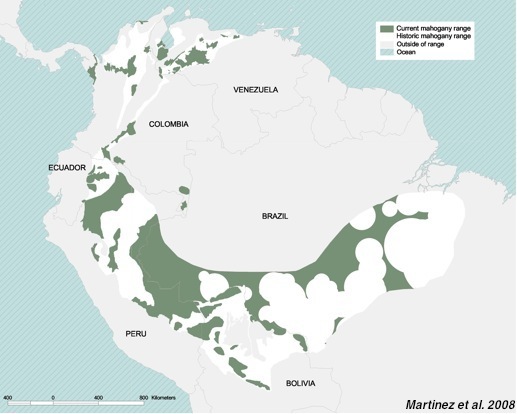 Current mahogany range
Historic mahogany range
Outside of range
Ocean
VENEZUELA
COLOMBIA
ECUADOR
BRAZIL
PERU
BOLIVIA
400 0 400 800 Kilometers
Martinez et al. 2008